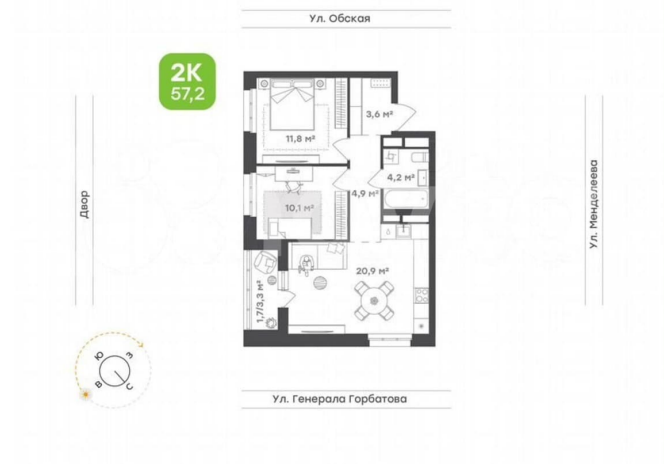 Ул. Обская
2К
57,2
3,6 м²
11,8 м²
4,2 м²
4,9 м²
10,1 м²
Двор
Ул. Менделеева
20,9 м²
1,7/3,3 м²
Ю
З
В
С
Ул. Генерала Горбатова